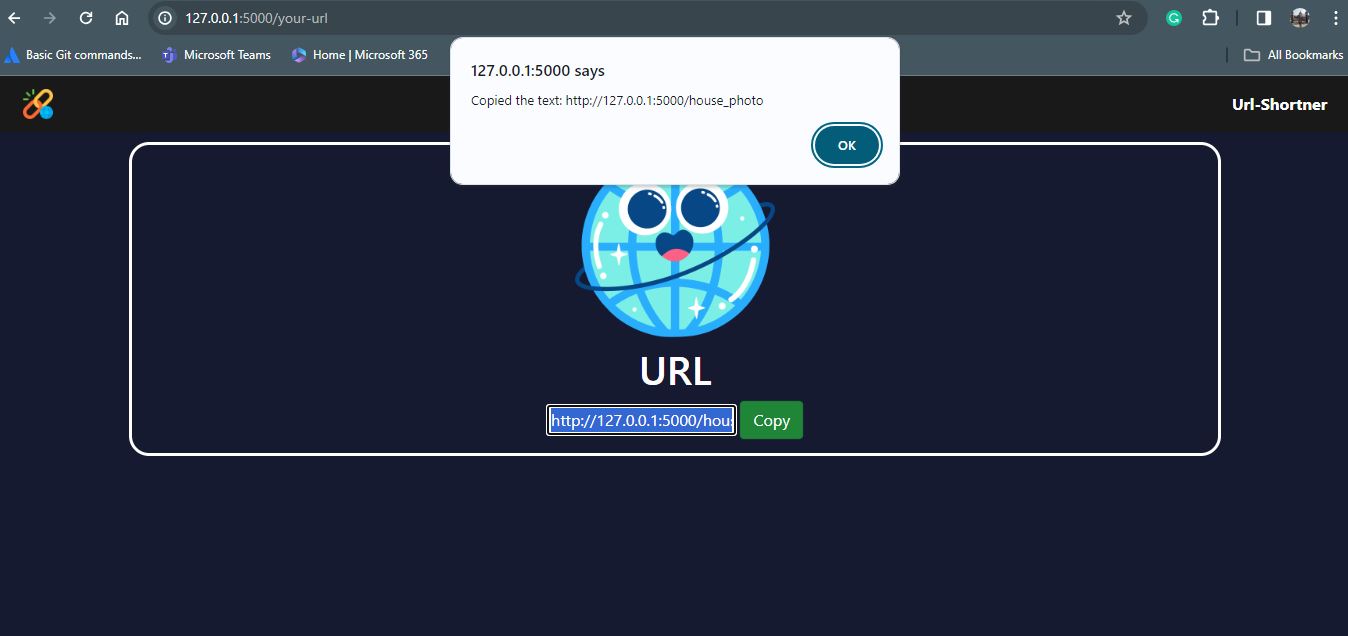 127.0.0.1:5000/your-url
Basic Git commands...
Microsoft Teams
Home | Microsoft 365
All Bookmarks
127.0.0.1:5000 says
Copied the text: http://127.0.0.1:5000/house_photo
OK
Url-Shortner
URL
http://127.0.0.1:5000/hous
Copy